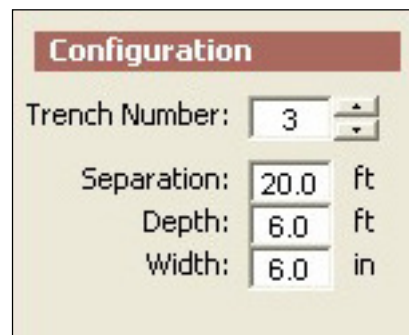 Configuration
Trench Number: 3
Separation: 20.0 ft
Depth: 6.0 ft
Width: 6.0 in